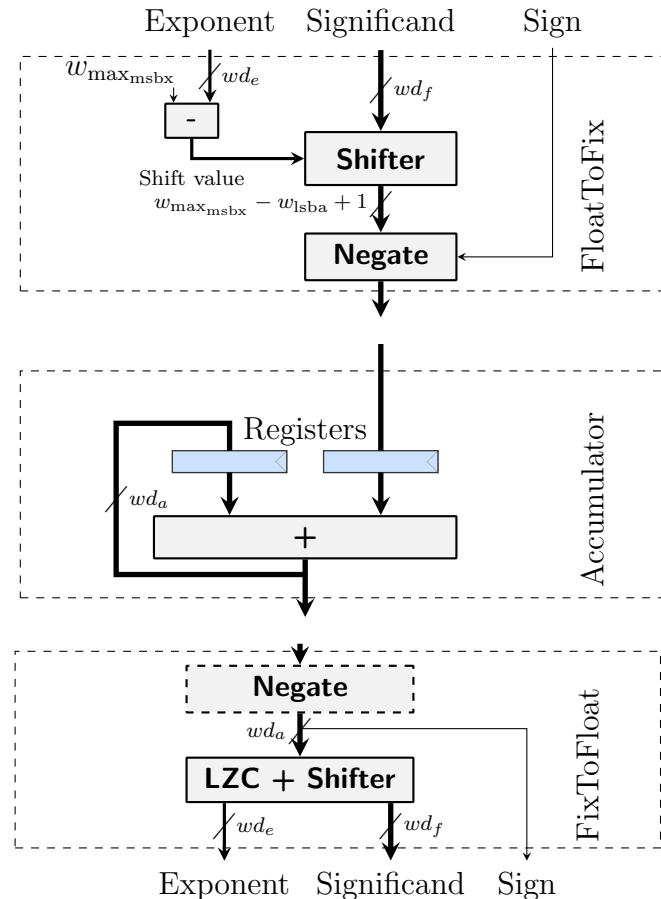 Exponent Significand Sign
w_max_msbx
wd_e
wd_f
-
Shifter
Shift value
w_max_msbx − w_lsba + 1
Negate
FloatToFix
Registers
wd_a
+
Accumulator
Negate
wd_a
LZC + Shifter
wd_e
wd_f
FixToFloat
Exponent Significand Sign